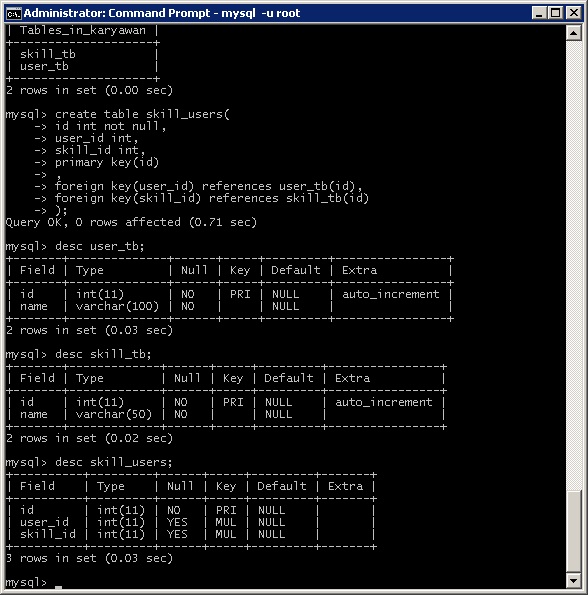 Administrator: Command Prompt - mysql -u root
| Tables_in_karyawan |
+--------------------+
| skill_tb           |
| user_tb            |
+--------------------+
2 rows in set (0.00 sec)
mysql> create table skill_users(
    -> id int not null,
    -> user_id int,
    -> skill_id int,
    -> primary key(id)
    -> ,
    -> foreign key(user_id) references user_tb(id),
    -> foreign key(skill_id) references skill_tb(id)
    -> );
Query OK, 0 rows affected (0.71 sec)
mysql> desc user_tb;
+-------+--------------+------+-----+---------+----------------+
| Field | Type         | Null | Key | Default | Extra          |
+-------+--------------+------+-----+---------+----------------+
| id    | int(11)      | NO   | PRI | NULL    | auto_increment |
| name  | varchar(100) | NO   |     | NULL    |                |
+-------+--------------+------+-----+---------+----------------+
2 rows in set (0.03 sec)
mysql> desc skill_tb;
+-------+-------------+------+-----+---------+----------------+
| Field | Type        | Null | Key | Default | Extra          |
+-------+-------------+------+-----+---------+----------------+
| id    | int(11)     | NO   | PRI | NULL    | auto_increment |
| name  | varchar(50) | NO   |     | NULL    |                |
+-------+-------------+------+-----+---------+----------------+
2 rows in set (0.02 sec)
mysql> desc skill_users;
+----------+---------+------+-----+---------+-------+
| Field    | Type    | Null | Key | Default | Extra |
+----------+---------+------+-----+---------+-------+
| id       | int(11) | NO   | PRI | NULL    |       |
| user_id  | int(11) | YES  | MUL | NULL    |       |
| skill_id | int(11) | YES  | MUL | NULL    |       |
+----------+---------+------+-----+---------+-------+
3 rows in set (0.03 sec)
mysql> _